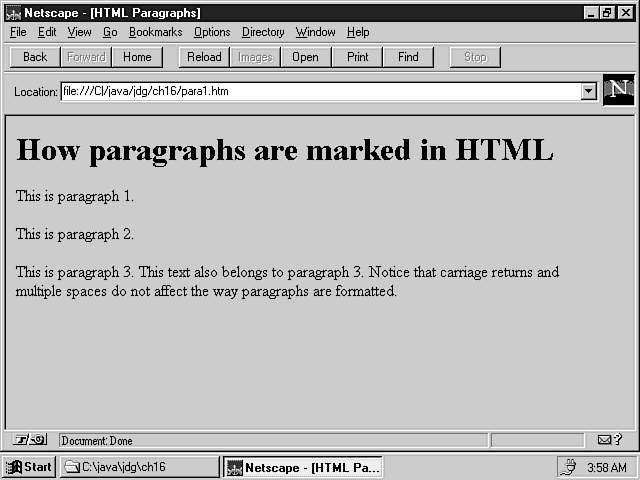 Netscape - [HTML Paragraphs]
File Edit View Go Bookmarks Options Directory Window Help
Back Forward Home Reload Images Open Print Find Stop
Location: file:///C|/java/jdg/ch16/para1.htm
N
How paragraphs are marked in HTML
This is paragraph 1.
This is paragraph 2.
This is paragraph 3. This text also belongs to paragraph 3. Notice that carriage returns and
multiple spaces do not affect the way paragraphs are formatted.
Document: Done
?
Start C:\java\jdg\ch16 Netscape - [HTML Pa... 3:58 AM